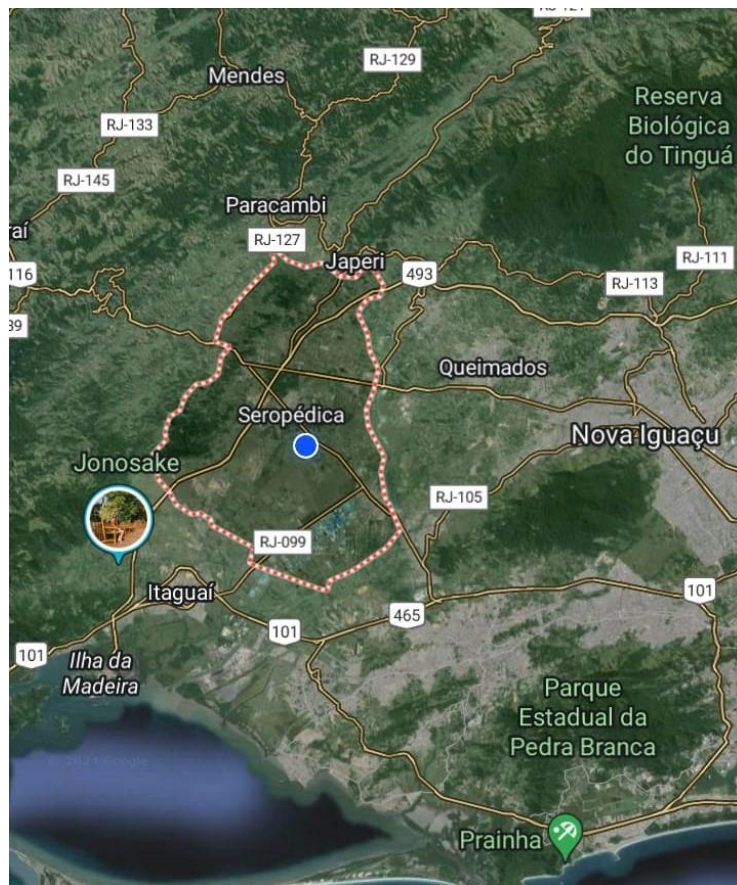 Mendes
RJ-129
RJ-133
Reserva
Biológica
do Tinguá
RJ-145
Paracambi
RJ-127
raí
Japeri
116
493
RJ-111
RJ-113
Queimados
Seropédica
Nova Iguaçu
Jonosake
RJ-105
RJ-099
Itaguaí
101
465
101
101
Ilha da
Madeira
Parque
Estadual da
Pedra Branca
Prainha